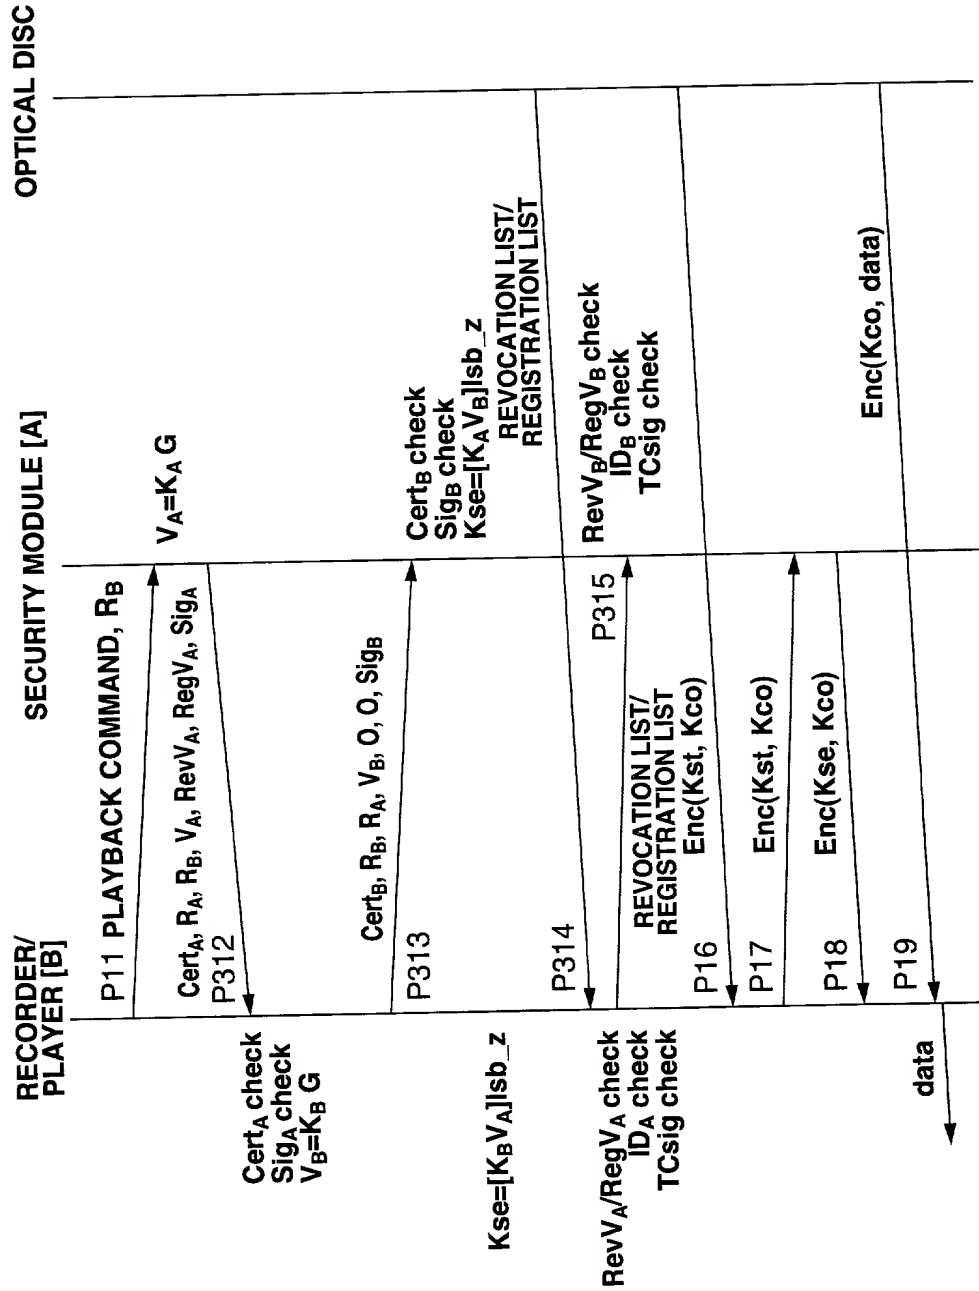 RECORDER/
PLAYER [B]
SECURITY MODULE [A]
OPTICAL DISC
P11 PLAYBACK COMMAND, RB
VA=KA G
CertA, RA, RB, VA, RevVA, RegVA, SigA
P312
CertA check
SigA check
VB=KB G
CertB, RB, RA, VB, O, O, SigB
P313
CertB check
SigB check
Kse=[KAVB]lsb_z
Kse=[KBVA]lsb_z
REVOCATION LIST/
REGISTRATION LIST
P314
RevVA/RegVA check
IDA check
TCsig check
P315
REVOCATION LIST/
REGISTRATION LIST
RevVB/RegVB check
IDB check
TCsig check
Enc(Kst, Kco)
P16
Enc(Kst, Kco)
P17
Enc(Kse, Kco)
P18
Enc(Kco, data)
P19
data